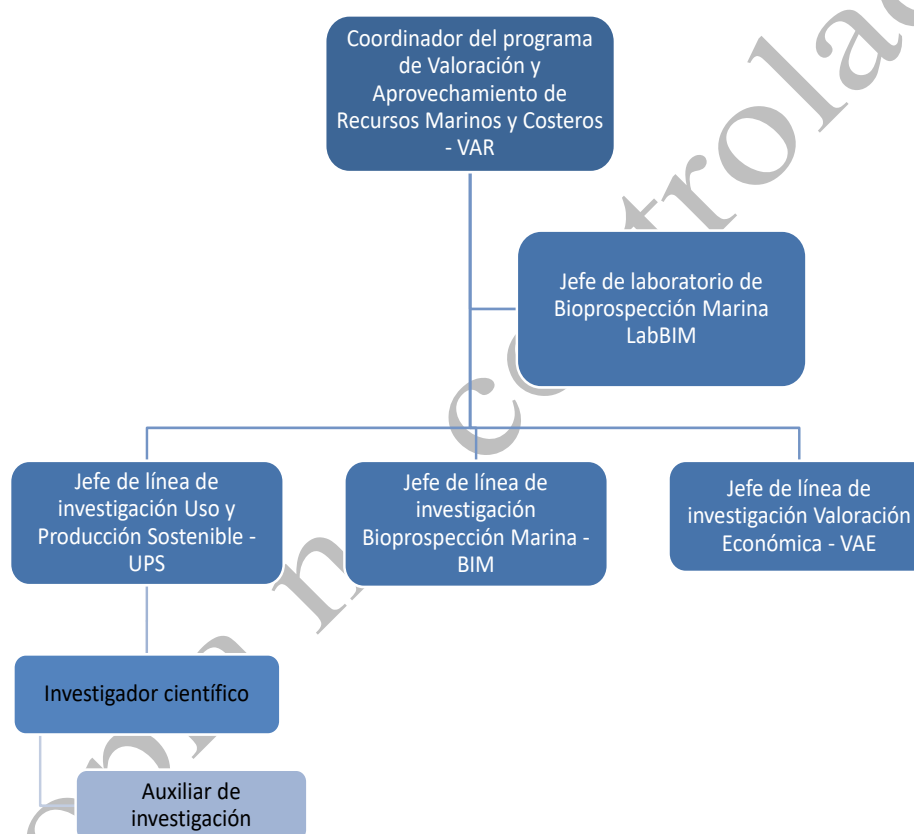 Coordinador del programa
de Valoración y
Aprovechamiento de
Recursos Marinos y Costeros
- VAR
Jefe de laboratorio de
Bioprospección Marina
LabBIM
Jefe de línea de
investigación Uso y
Producción Sostenible -
UPS
Jefe de línea de
investigación
Bioprospección Marina -
BIM
Jefe de línea de
investigación Valoración
Económica - VAE
Investigador científico
Auxiliar de
investigación